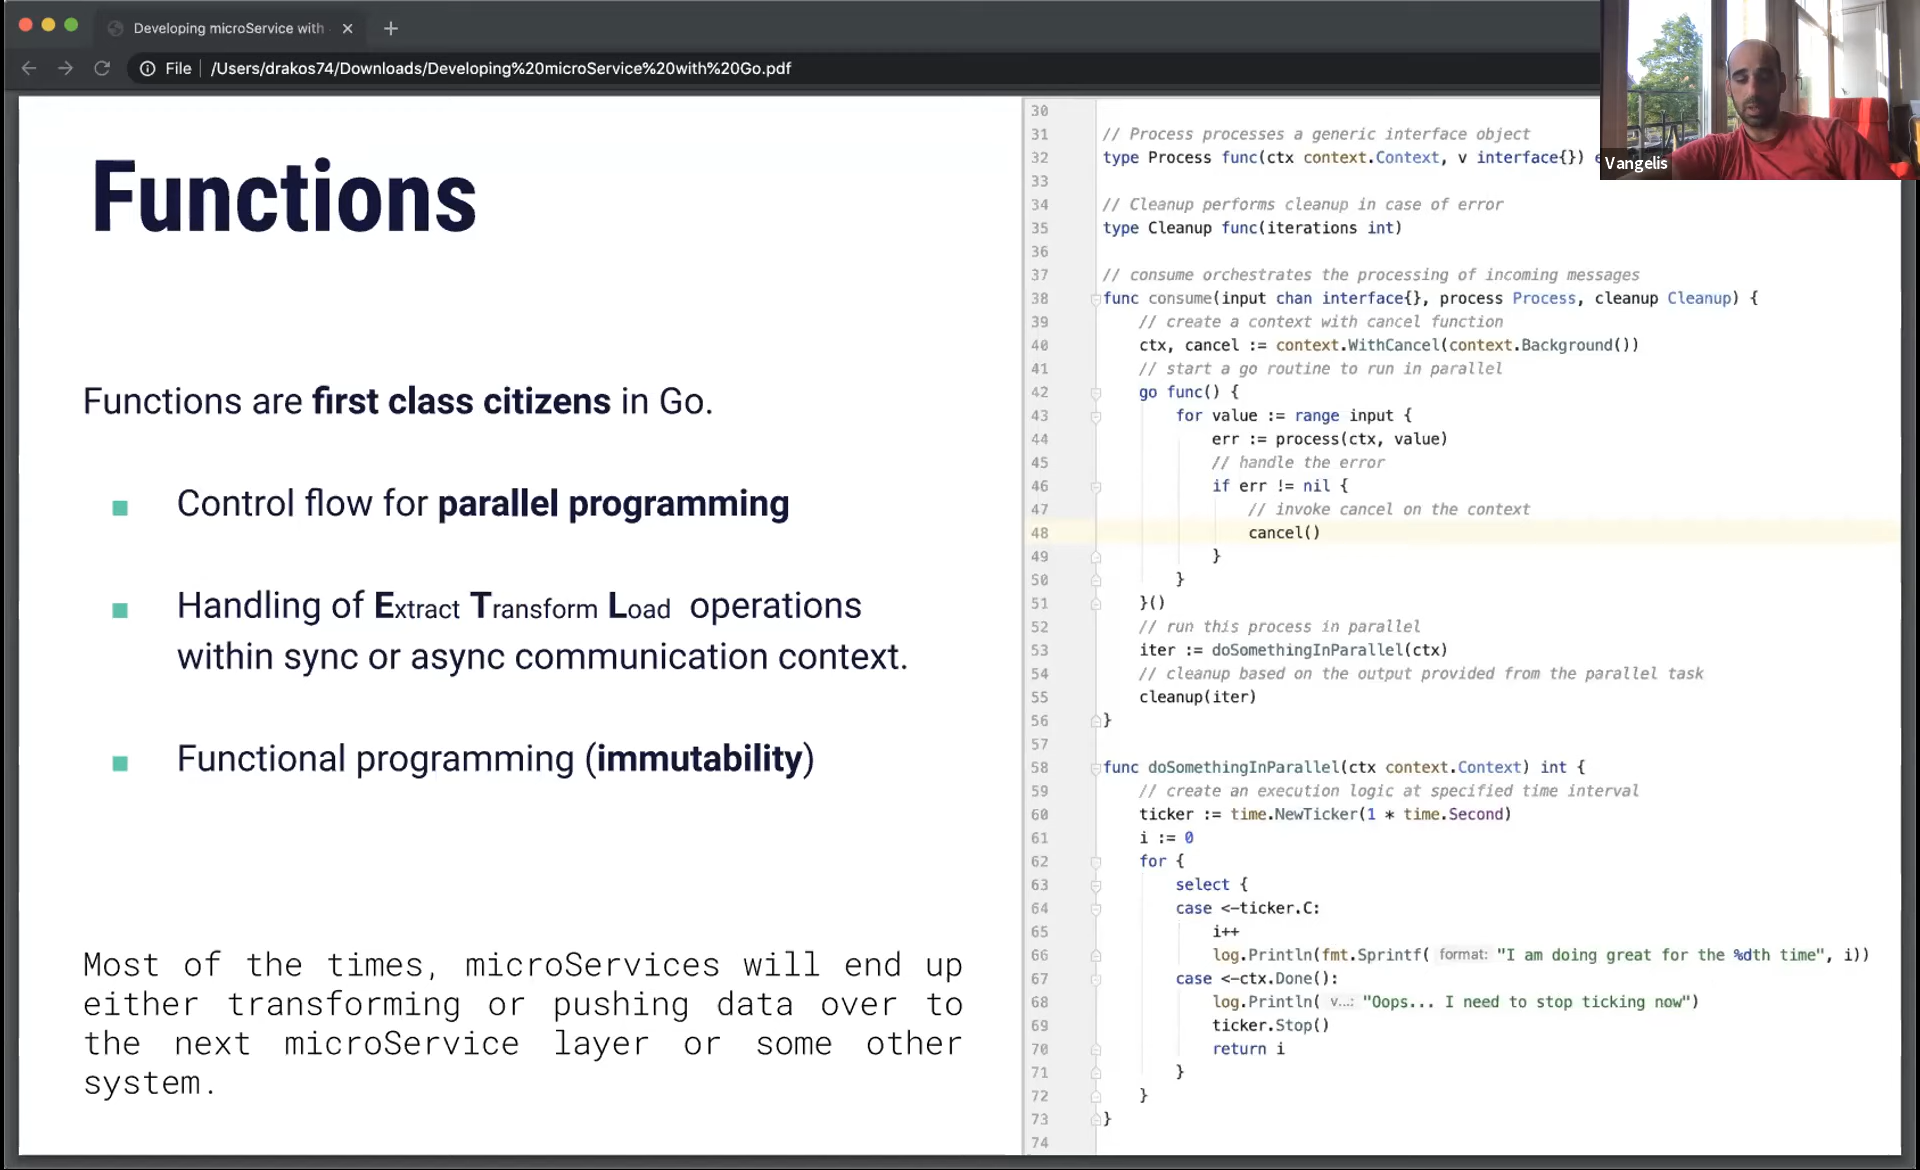 Developing microService with
File /Users/drakos74/Downloads/Developing%20microService%20with%20Go.pdf
Vangelis
Functions
Functions are first class citizens in Go.
Control flow for parallel programming
Handling of Extract Transform Load operations
within sync or async communication context.
Functional programming (immutability)
Most of the times, microServices will end up
either transforming or pushing data over to
the next microService layer or some other
system.
30
31 // Process processes a generic interface object
32 type Process func(ctx context.Context, v interface{})
33
34 // Cleanup performs cleanup in case of error
35 type Cleanup func(iterations int)
36
37 // consume orchestrates the processing of incoming messages
38 func consume(input chan interface{}, process Process, cleanup Cleanup) {
39 // create a context with cancel function
40 ctx, cancel := context.WithCancel(context.Background())
41 // start a go routine to run in parallel
42 go func() {
43 for value := range input {
44 err := process(ctx, value)
45 // handle the error
46 if err != nil {
47 // invoke cancel on the context
48 cancel()
49 }
50 }
51 }()
52 // run this process in parallel
53 iter := doSomethingInParallel(ctx)
54 // cleanup based on the output provided from the parallel task
55 cleanup(iter)
56 }
57
58 func doSomethingInParallel(ctx context.Context) int {
59 // create an execution logic at specified time interval
60 ticker := time.NewTicker(1 * time.Second)
61 i := 0
62 for {
63 select {
64 case <-ticker.C:
65 i++
66 log.Println(fmt.Sprintf( format: "I am doing great for the %dth time", i))
67 case <-ctx.Done():
68 log.Println( v...: "Oops... I need to stop ticking now")
69 ticker.Stop()
70 return i
71 }
72 }
73 }
74